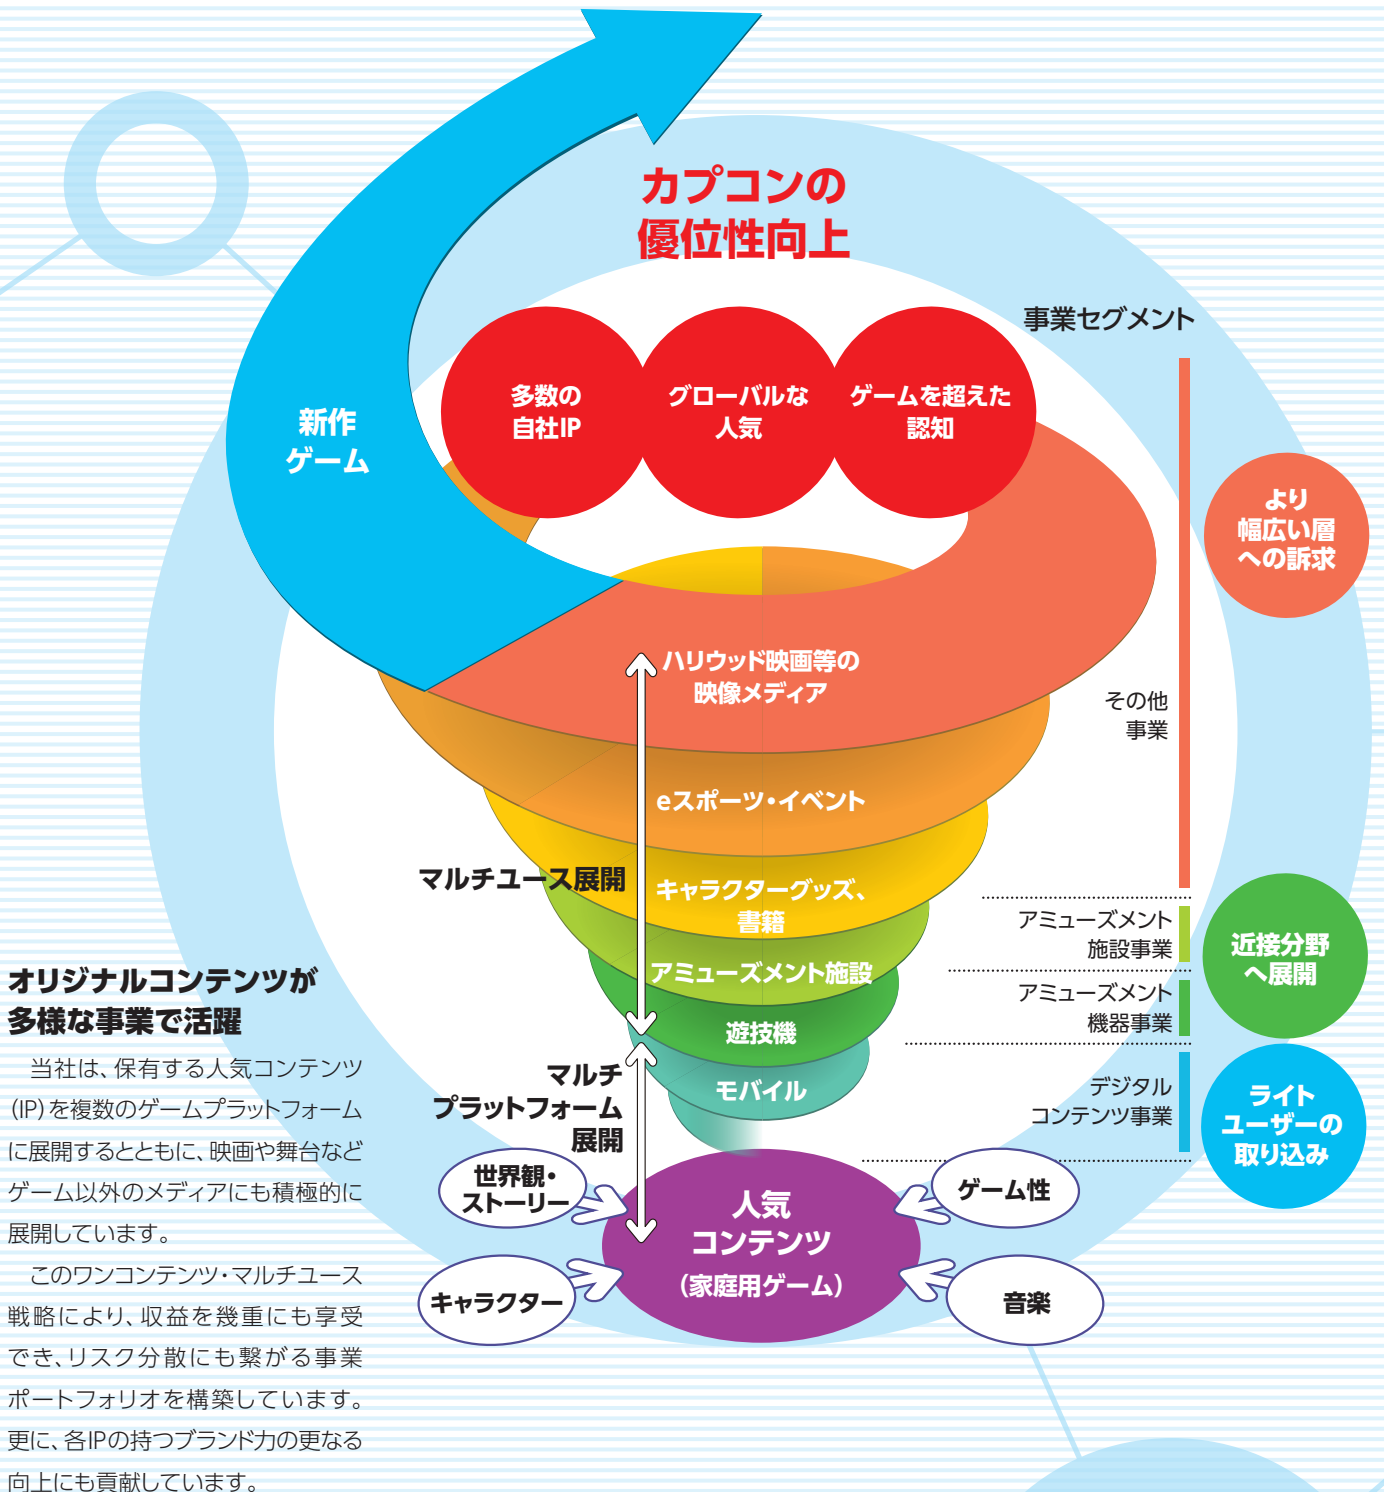 カプコンの
優位性向上
事業セグメント
多数の
自社IP
グローバルな
人気
ゲームを超えた
認知
新作
ゲーム
より
幅広い層
への訴求
ハリウッド映画等の
映像メディア
その他
事業
eスポーツ・イベント
マルチユース展開
キャラクターグッズ、
書籍
アミューズメント
施設事業
近接分野
へ展開
アミューズメント施設
アミューズメント
機器事業
遊技機
マルチ
プラットフォーム
展開
モバイル
デジタル
コンテンツ事業
ライト
ユーザーの
取り込み
世界観・
ストーリー
ゲーム性
人気
コンテンツ
(家庭用ゲーム)
キャラクター
音楽
オリジナルコンテンツが
多様な事業で活躍
当社は、保有する人気コンテンツ
(IP)を複数のゲームプラットフォーム
に展開するとともに、映画や舞台など
ゲーム以外のメディアにも積極的に
展開しています。
このワンコンテンツ・マルチユース
戦略により、収益を幾重にも享受
でき、リスク分散にも繋がる事業
ポートフォリオを構築しています。
更に、各IPの持つブランド力の更なる
向上にも貢献しています。